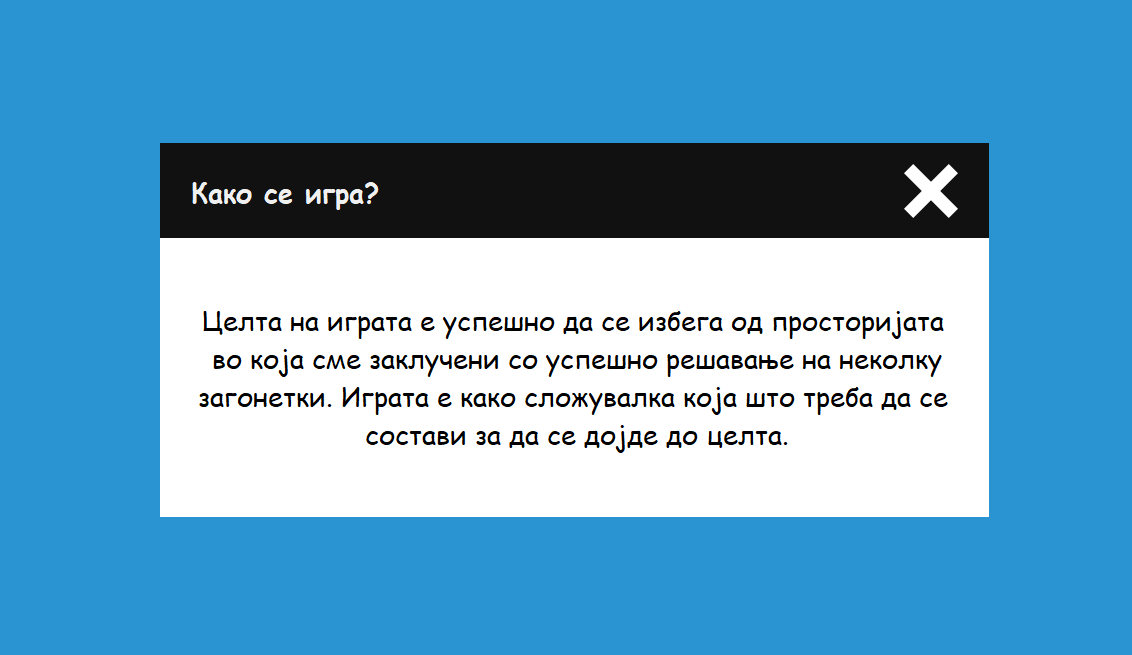 Како се игра?
Целта на играта е успешно да се избега од просторијата
во која сме заклучени со успешно решавање на неколку
загонетки. Играта е како сложувалка која што треба да се
состави за да се дојде до целта.